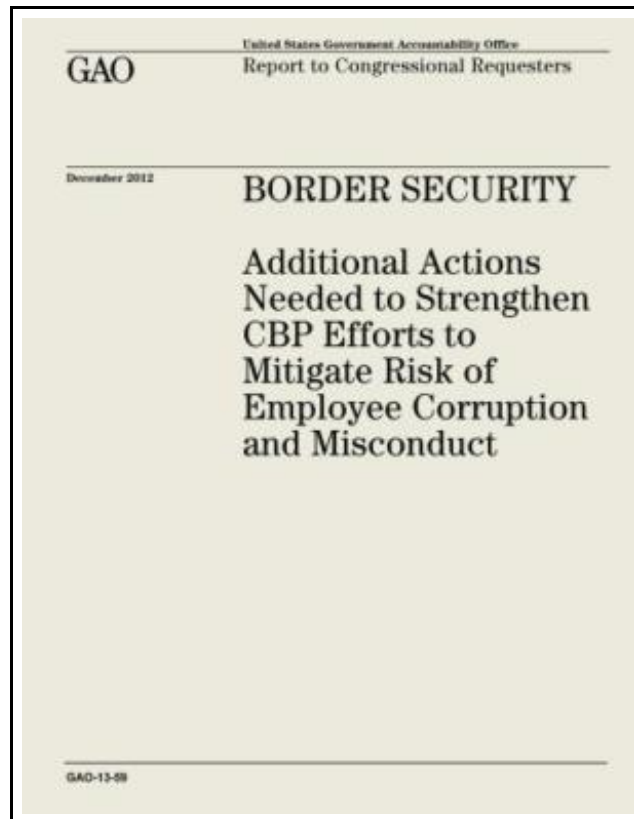 United States Government Accountability Office
GAO
Report to Congressional Requesters
December 2012
BORDER SECURITY
Additional Actions
Needed to Strengthen
CBP Efforts to
Mitigate Risk of
Employee Corruption
and Misconduct
GAO-13-59